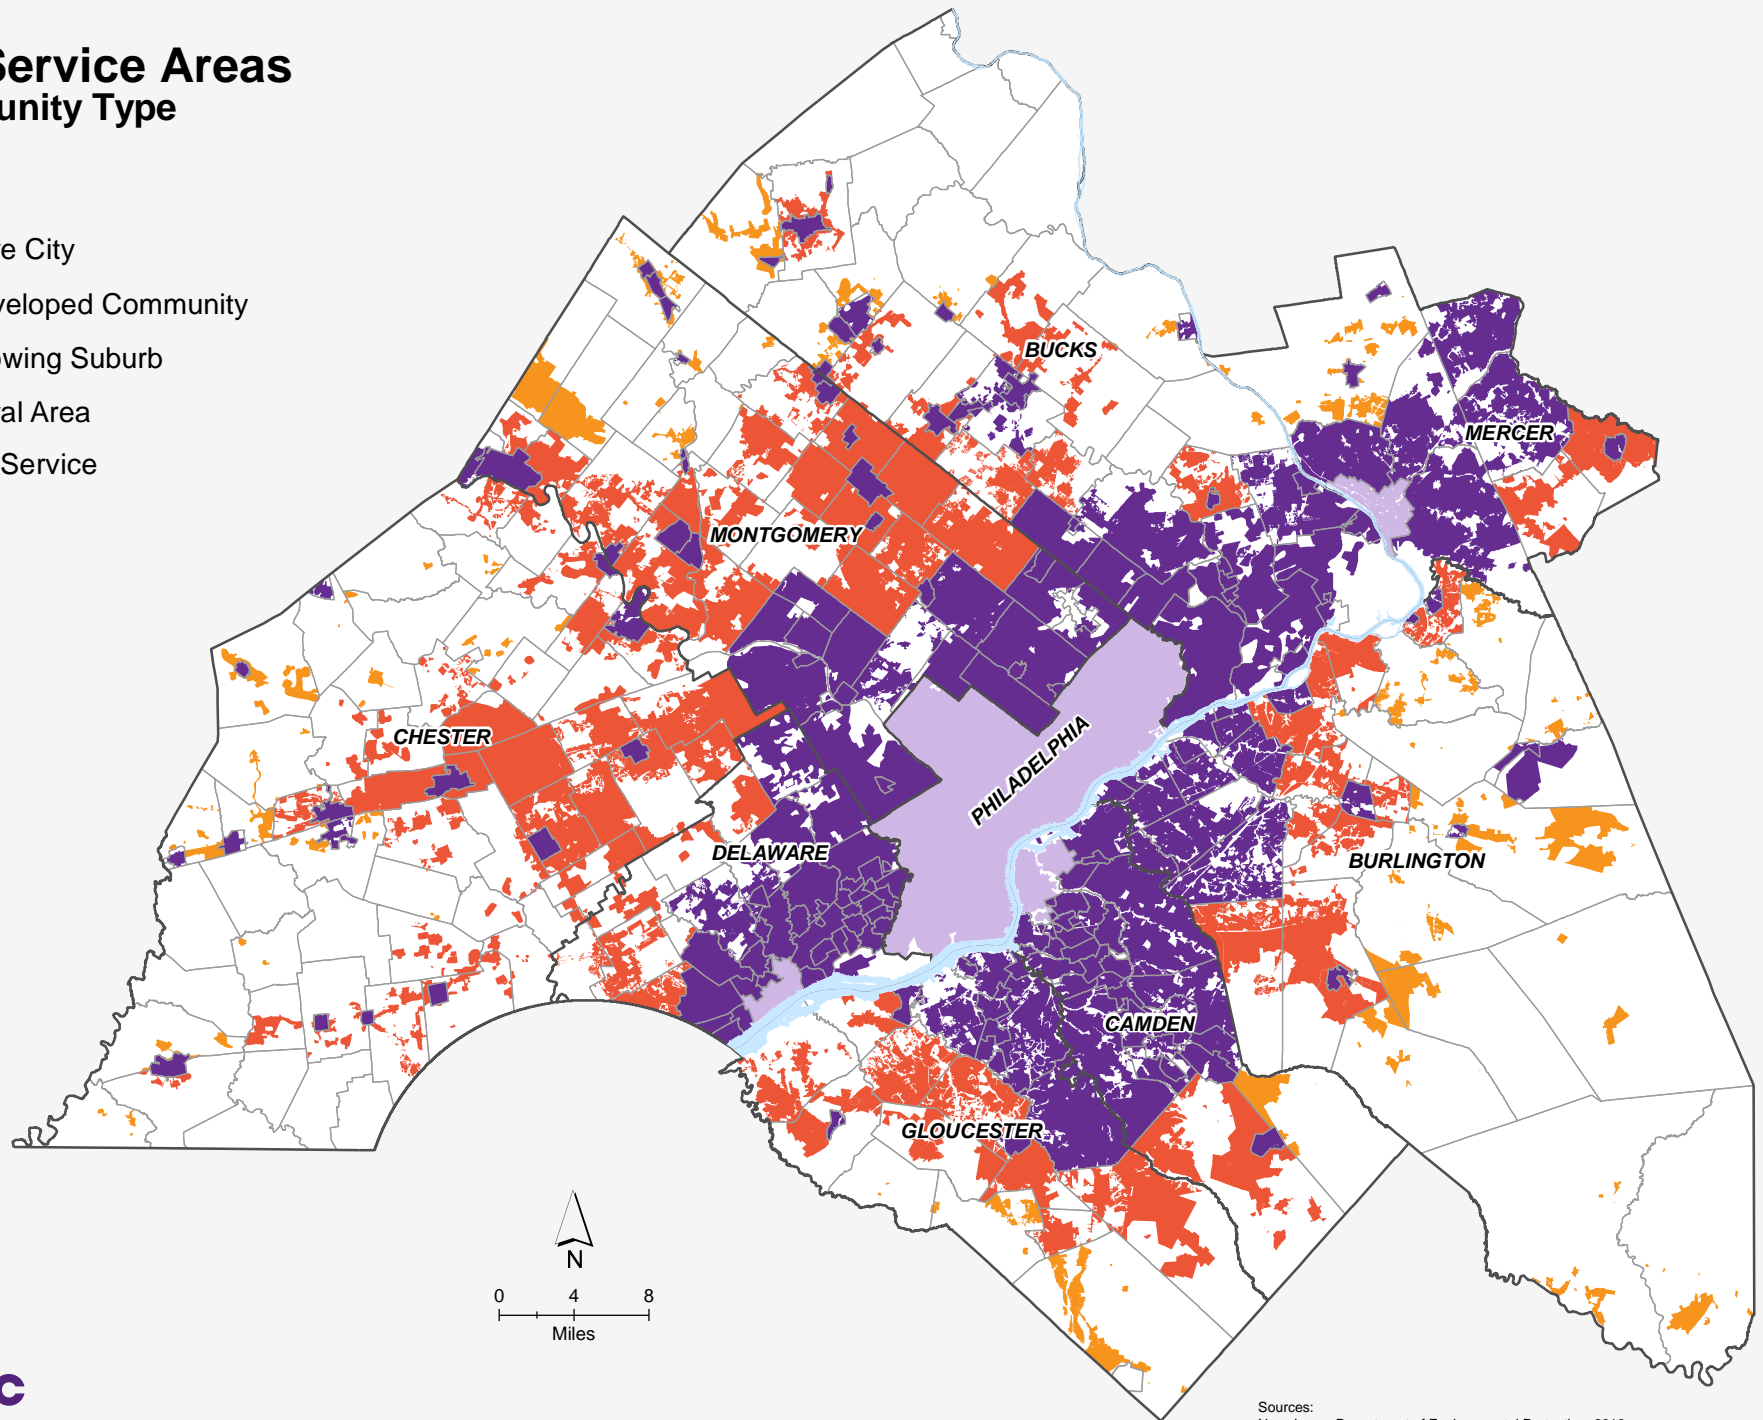 Service Areas
unity Type
e City
veloped Community
owing Suburb
al Area
Service
BUCKS
MERCER
MONTGOMERY
CHESTER
PHILADELPHIA
DELAWARE
BURLINGTON
CAMDEN
GLOUCESTER
N
0 4 8
Miles
c
Sources: